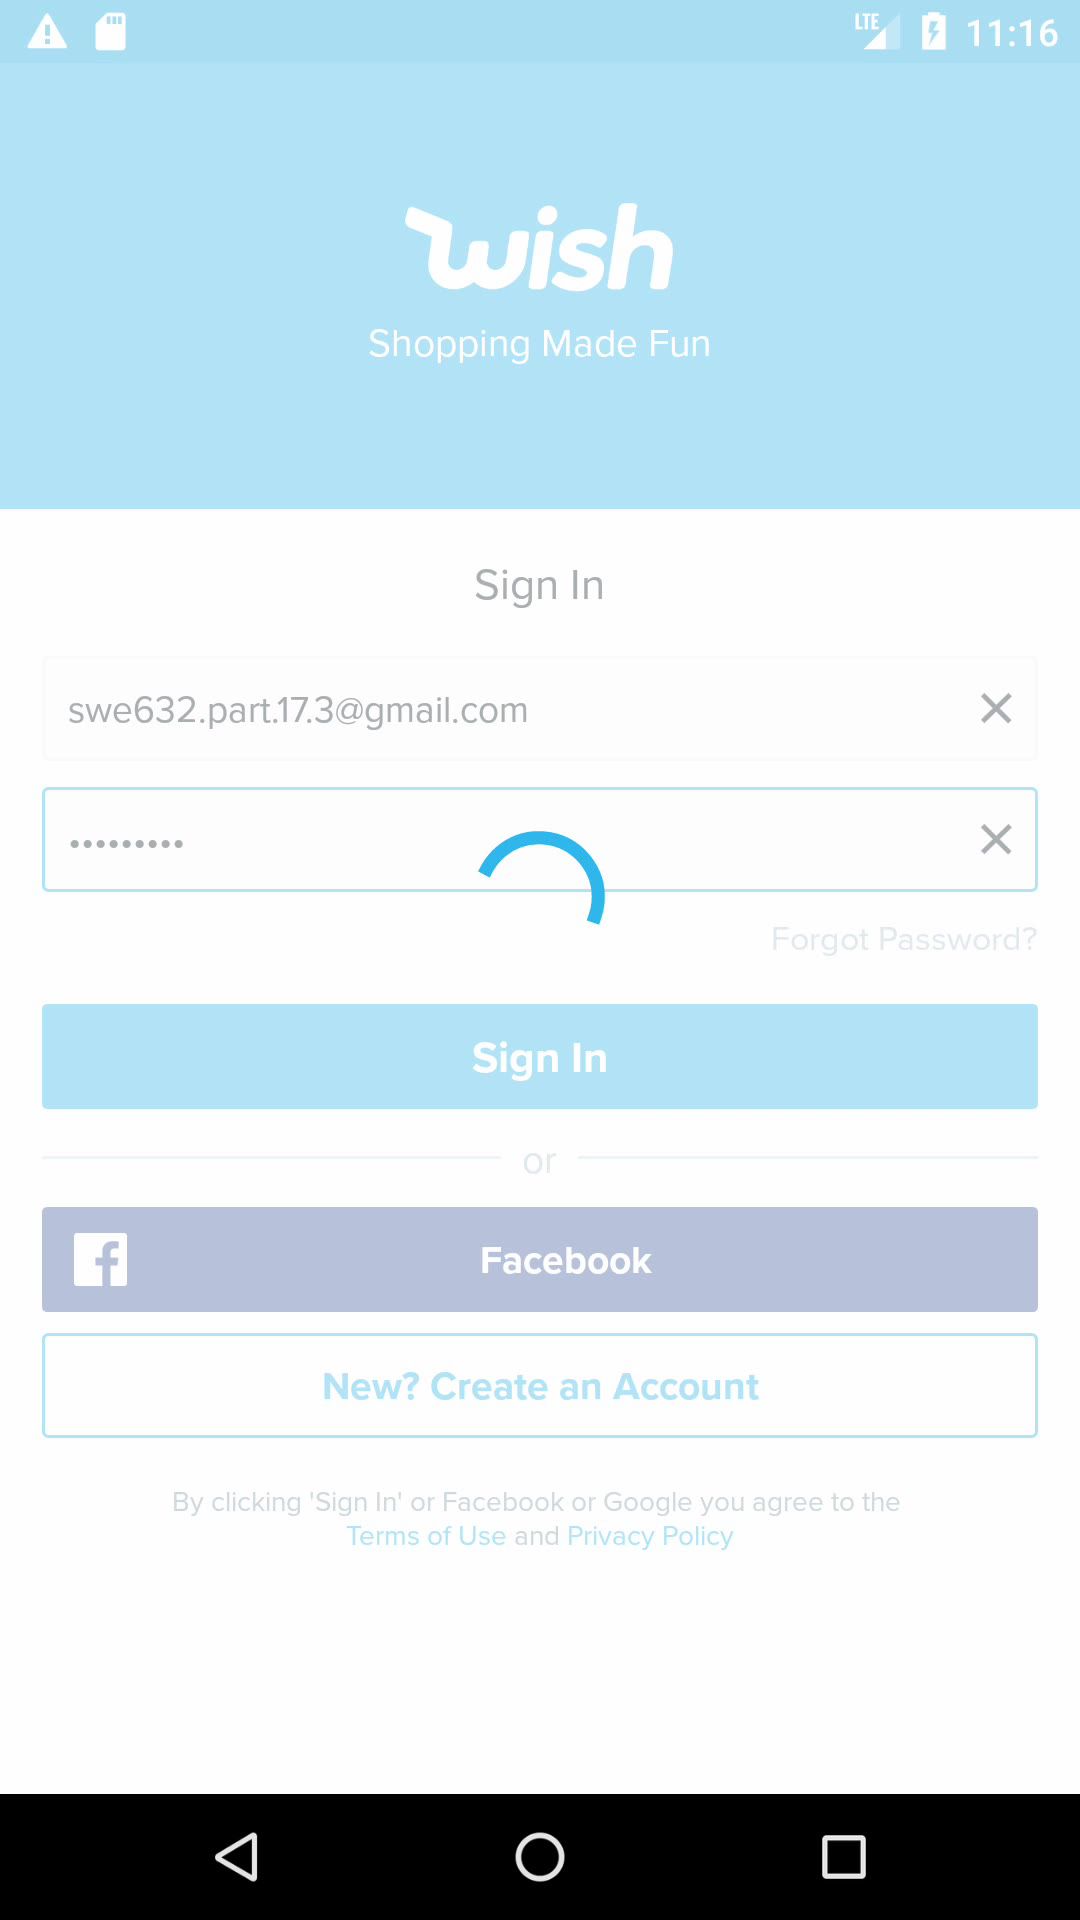 LTE 11:16
wish
Shopping Made Fun
Sign In
swe632.part.17.3@gmail.com
•••••••••
Forgot Password?
Sign In
or
Facebook
New? Create an Account
By clicking 'Sign In' or Facebook or Google you agree to the
Terms of Use and Privacy Policy